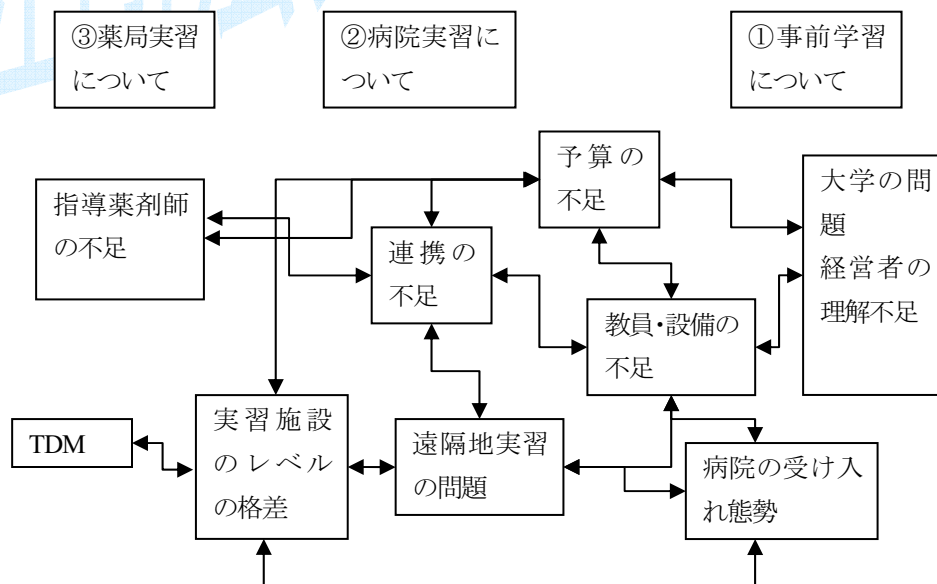 ③薬局実習
について
②病院実習に
ついて
①事前学習
について
指導薬剤師
の不足
予算の
不足
大学の問
題
経営者の
理解不足
連携の
不足
教員・設備の
不足
TDM
実習施設
のレベル
の格差
遠隔地実習
の問題
病院の受け入
れ態勢